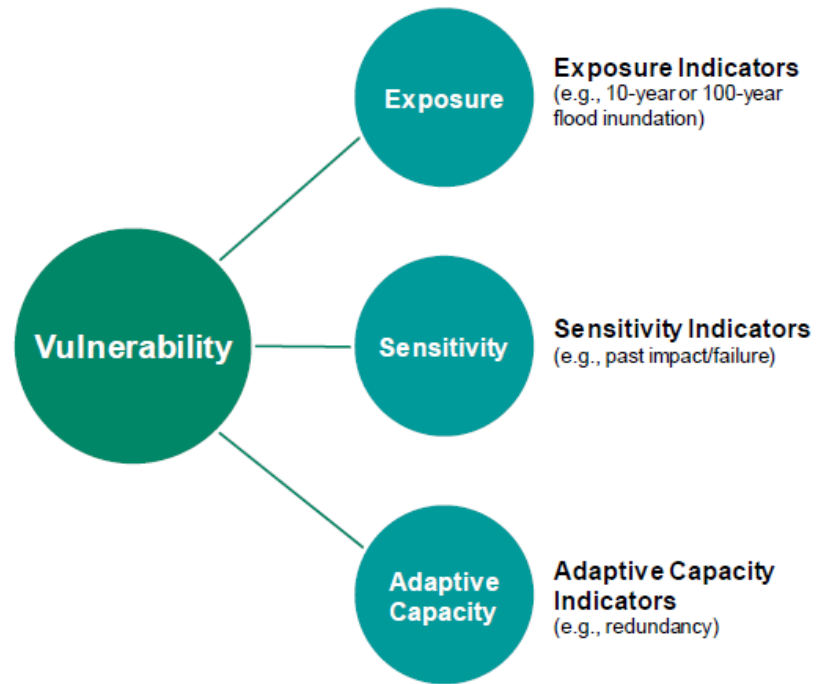 Exposure
Exposure Indicators
(e.g., 10-year or 100-year
flood inundation)
Vulnerability
Sensitivity
Sensitivity Indicators
(e.g., past impact/failure)
Adaptive
Capacity
Adaptive Capacity
Indicators
(e.g., redundancy)